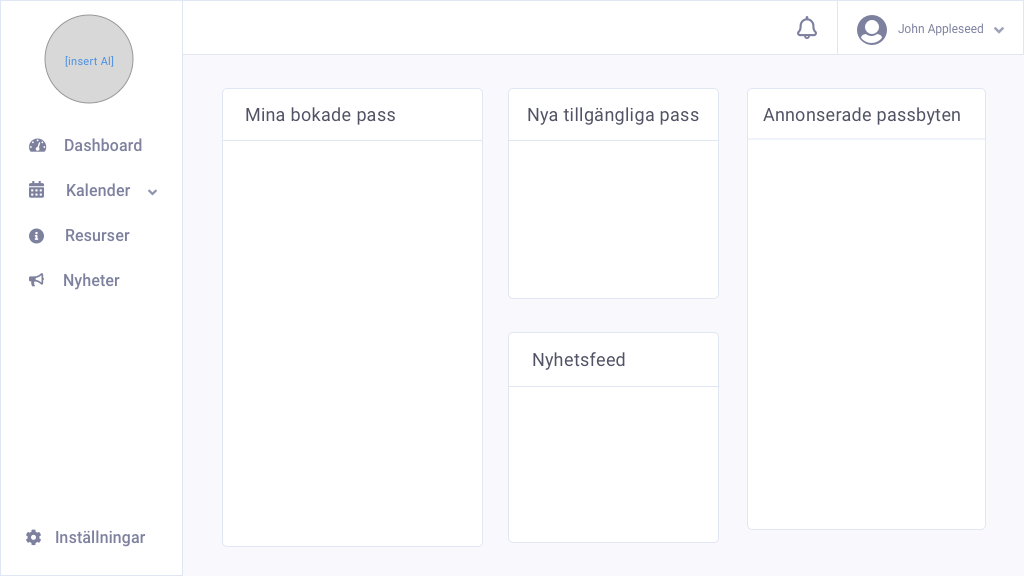 [insert AI]
Dashboard
Kalender
Resurser
Nyheter
Inställningar
John Appleseed
Mina bokade pass
Nya tillgängliga pass
Annonserade passbyten
Nyhetsfeed